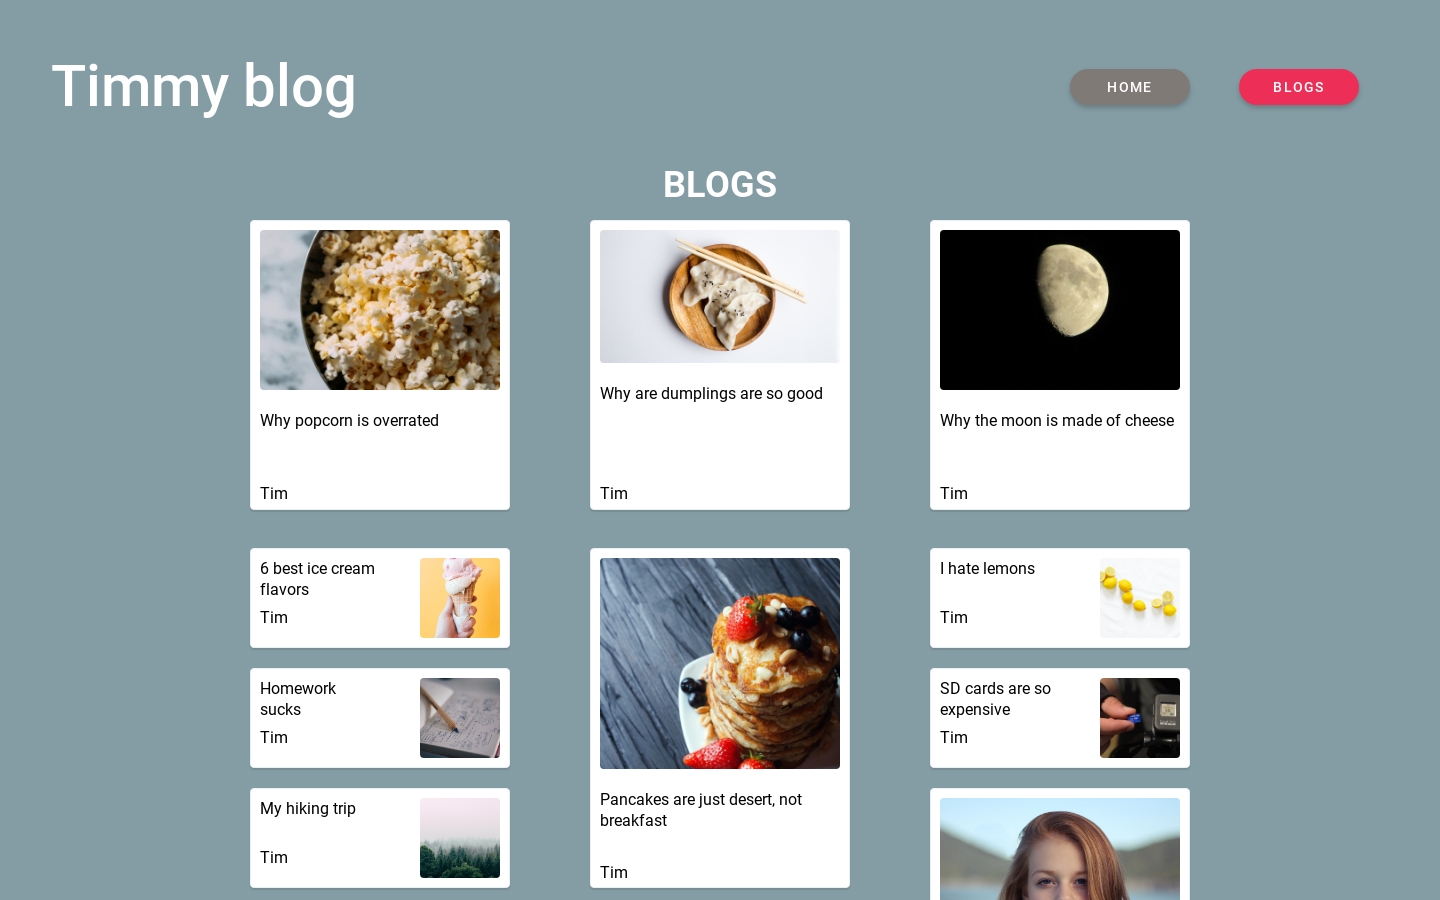 Timmy blog
HOME
BLOGS
BLOGS
Why popcorn is overrated
Tim
Why are dumplings are so good
Tim
Why the moon is made of cheese
Tim
6 best ice cream
flavors
Tim
Homework
sucks
Tim
My hiking trip
Tim
Pancakes are just desert, not
breakfast
Tim
I hate lemons
Tim
SD cards are so
expensive
Tim